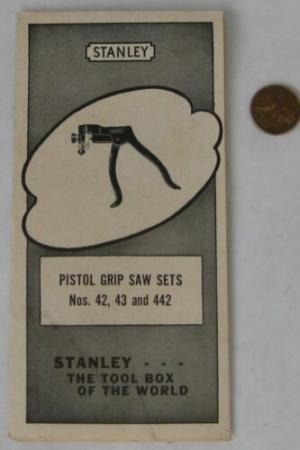 STANLEY
PISTOL GRIP SAW SETS
Nos. 42, 43 and 442
STANLEY - - -
THE TOOL BOX
OF THE WORLD